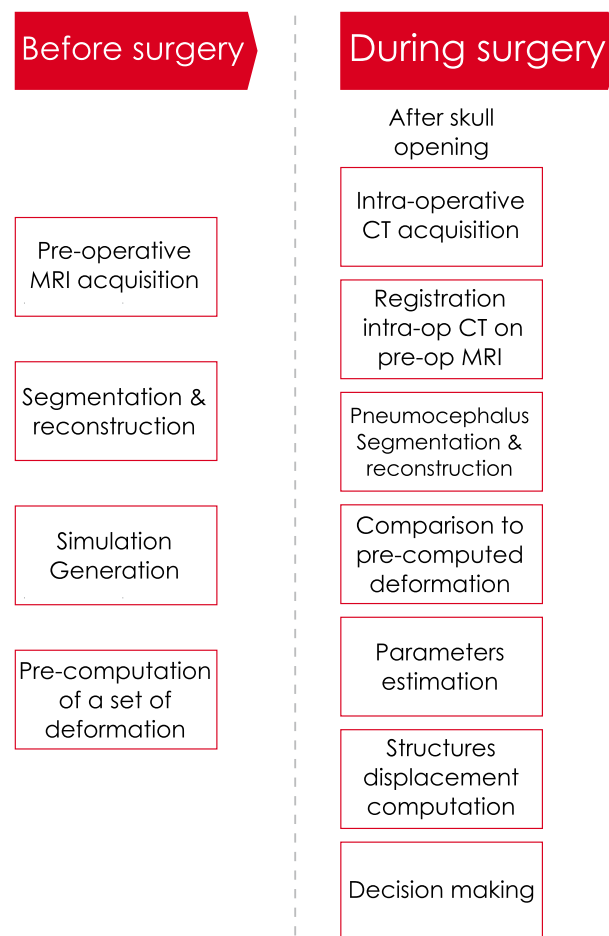 Before surgery
Pre-operative
MRI acquisition
Segmentation &
reconstruction
Simulation
Generation
Pre-computation
of a set of
deformation
During surgery
After skull
opening
Intra-operative
CT acquisition
Registration
intra-op CT on
pre-op MRI
Pneumocephalus
Segmentation &
reconstruction
Comparison to
pre-computed
deformation
Parameters
estimation
Structures
displacement
computation
Decision making